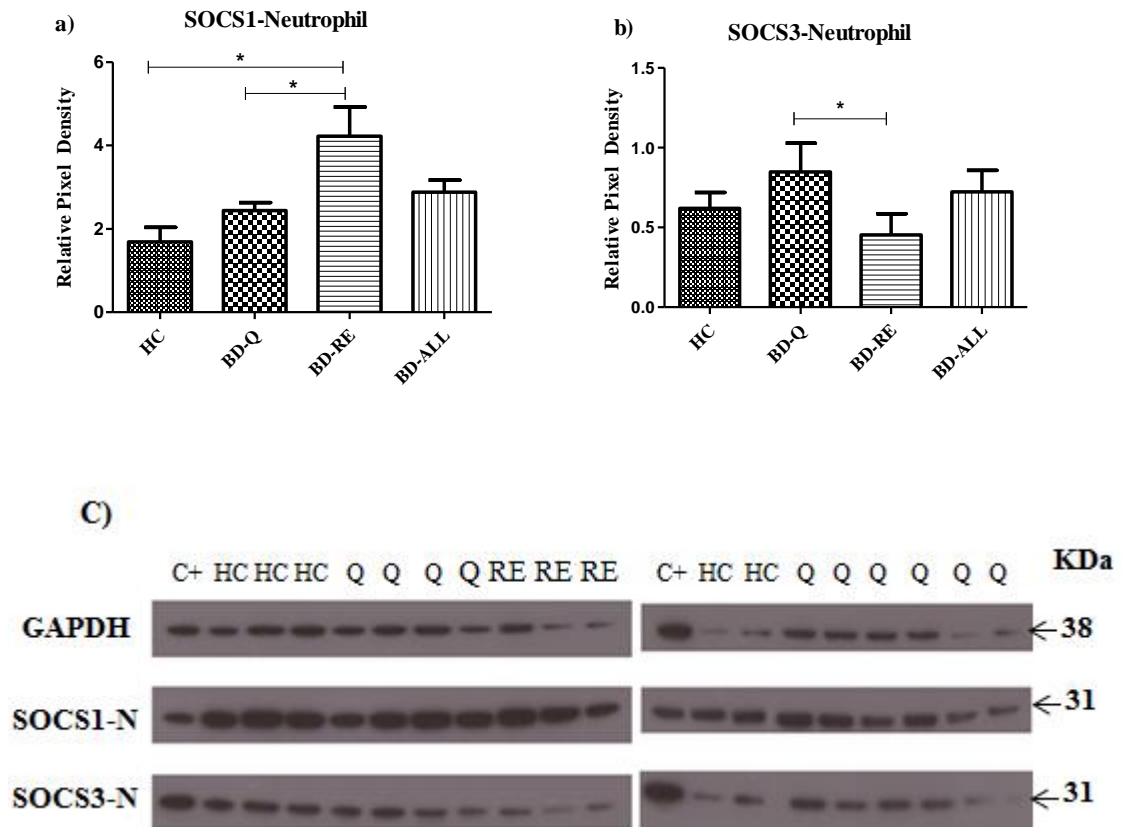 a)
SOCS1-Neutrophil
Relative Pixel Density
6
4
2
0
*
*
HC
BD-Q
BD-RE
BD-ALL
b)
SOCS3-Neutrophil
Relative Pixel Density
1.5
1.0
0.5
0.0
*
HC
BD-Q
BD-RE
BD-ALL
C)
C+ HC HC HC Q Q Q Q RE RE RE
C+ HC HC Q Q Q Q Q Q
KDa
GAPDH
38
SOCS1-N
31
SOCS3-N
31